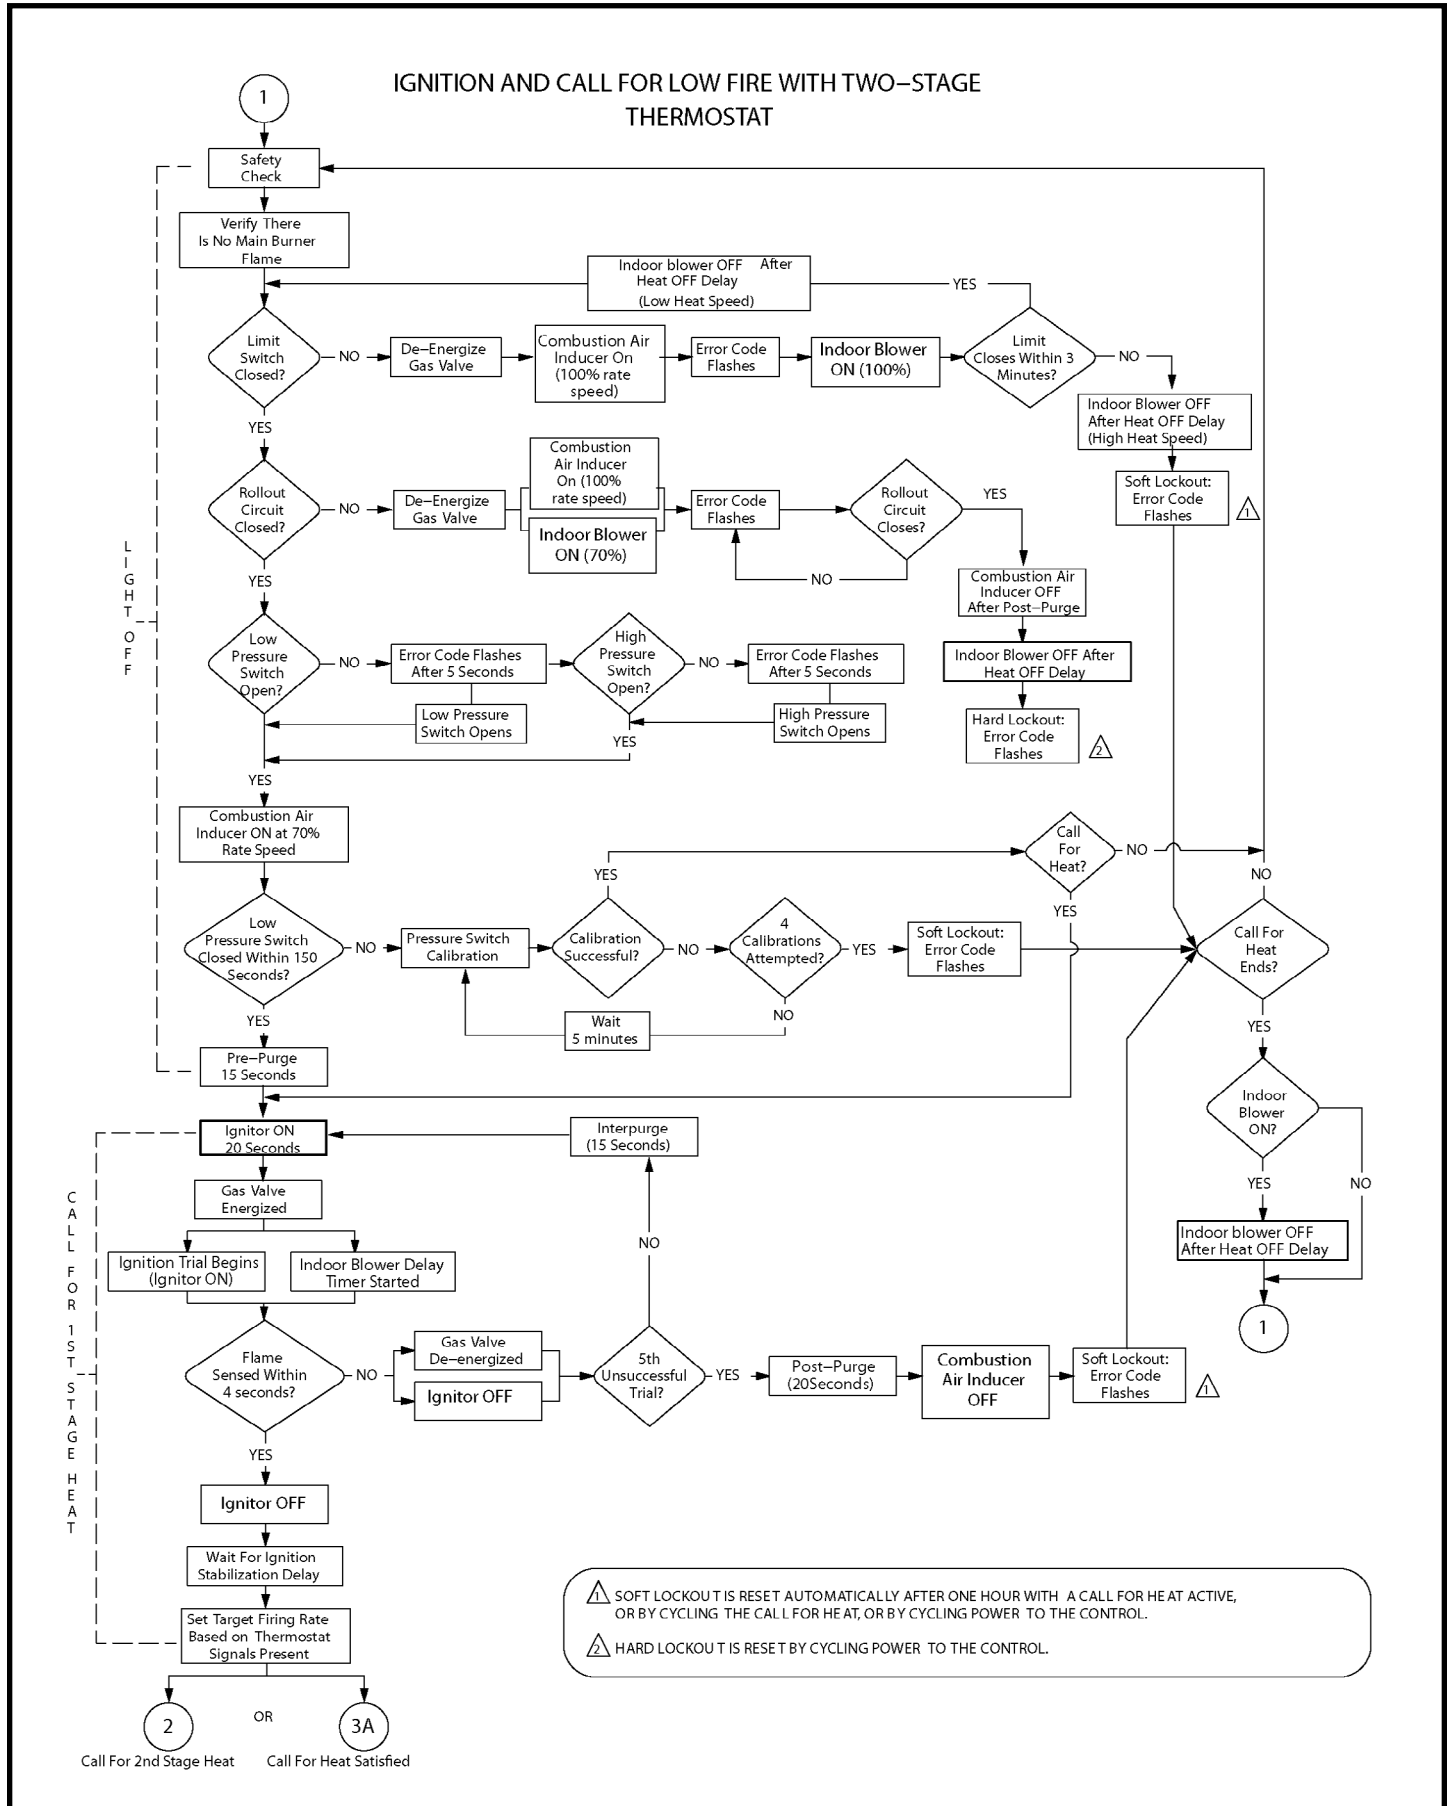 IGNITION AND CALL FOR LOW FIRE WITH TWO−STAGE
THERMOSTAT
1
Safety
Check
Verify There
Is No Main Burner
Flame
Indoor blower OFF After
Heat OFF Delay
(Low Heat Speed)
YES
Limit
Switch
Closed?
NO
De−Energize
Gas Valve
Combustion Air
Inducer On
(100% rate
speed)
Error Code
Flashes
Indoor Blower
ON (100%)
Limit
Closes Within 3
Minutes?
NO
Indoor Blower OFF
After Heat OFF Delay
(High Heat Speed)
Soft Lockout:
Error Code
Flashes
1
YES
Rollout
Circuit
Closed?
NO
De−Energize
Gas Valve
Combustion
Air Inducer
On (100%
rate speed)
Indoor Blower
ON (70%)
Error Code
Flashes
Rollout
Circuit
Closes?
YES
NO
Combustion Air
Inducer OFF
After Post−Purge
Indoor Blower OFF After
Heat OFF Delay
Hard Lockout:
Error Code
Flashes
2
LIGHT OFF
YES
Low
Pressure
Switch
Open?
NO
Error Code Flashes
After 5 Seconds
Low Pressure
Switch Opens
High
Pressure
Switch
Open?
NO
Error Code Flashes
After 5 Seconds
High Pressure
Switch Opens
YES
YES
Combustion Air
Inducer ON at 70%
Rate Speed
Low
Pressure Switch
Closed Within 150
Seconds?
NO
Pressure Switch
Calibration
Calibration
Successful?
YES
Call
For
Heat?
NO
YES
NO
4
Calibrations
Attempted?
YES
Soft Lockout:
Error Code
Flashes
NO
Wait
5 minutes
NO
Call For
Heat
Ends?
YES
Indoor
Blower
ON?
YES
NO
Indoor blower OFF
After Heat OFF Delay
1
YES
Pre−Purge
15 Seconds
Ignitor ON
20 Seconds
Interpurge
(15 Seconds)
Gas Valve
Energized
Ignition Trial Begins
(Ignitor ON)
Indoor Blower Delay
Timer Started
CALL FOR 1ST STAGE HEAT
Flame
Sensed Within
4 seconds?
NO
Gas Valve
De−energized
Ignitor OFF
NO
5th
Unsuccessful
Trial?
YES
Post−Purge
(20Seconds)
Combustion
Air Inducer
OFF
Soft Lockout:
Error Code
Flashes
1
YES
Ignitor OFF
Wait For Ignition
Stabilization Delay
Set Target Firing Rate
Based on Thermostat
Signals Present
2
OR
3A
Call For 2nd Stage Heat
Call For Heat Satisfied
1 SOFT LOCKOUT IS RESET AUTOMATICALLY AFTER ONE HOUR WITH A CALL FOR HEAT ACTIVE,
OR BY CYCLING THE CALL FOR HEAT, OR BY CYCLING POWER TO THE CONTROL.
2 HARD LOCKOUT IS RESET BY CYCLING POWER TO THE CONTROL.